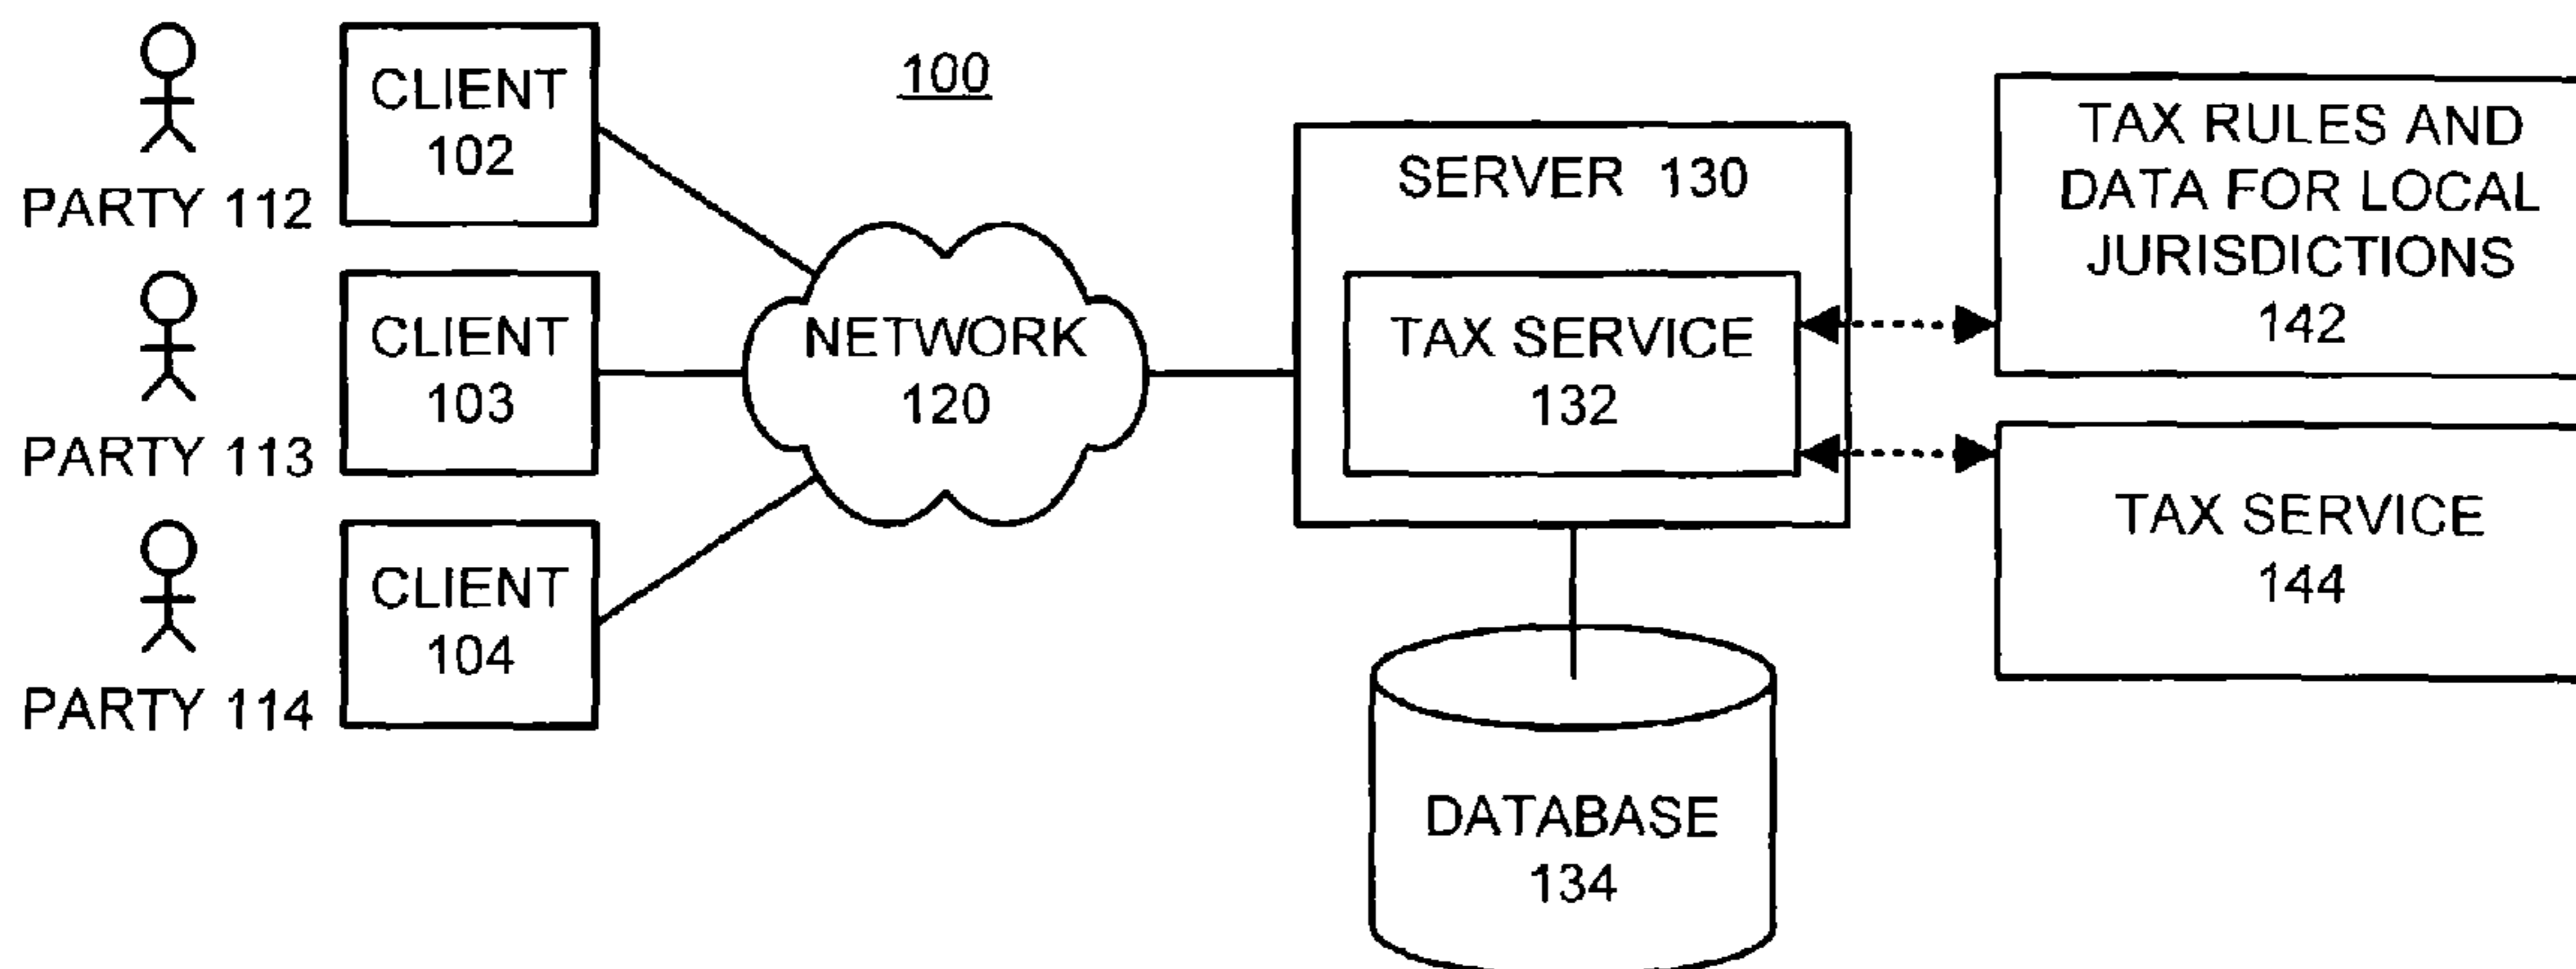 100
CLIENT
102
PARTY 112
CLIENT
103
PARTY 113
CLIENT
104
PARTY 114
NETWORK
120
SERVER 130
TAX SERVICE
132
DATABASE
134
TAX RULES AND
DATA FOR LOCAL
JURISDICTIONS
142
TAX SERVICE
144